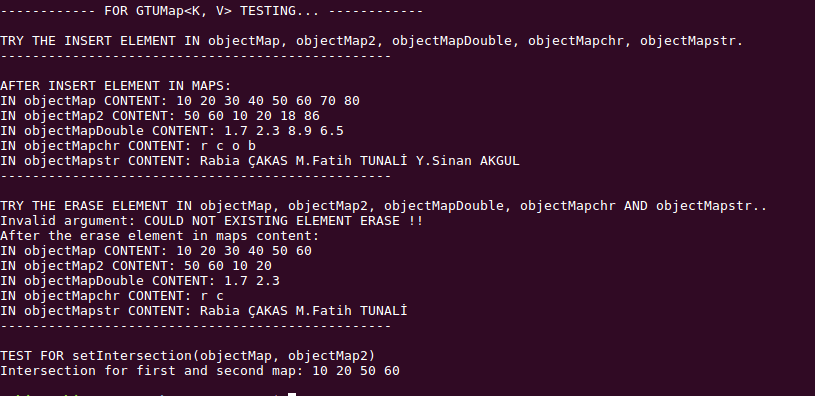 ------------ FOR GTUMap<K, V> TESTING... ------------
TRY THE INSERT ELEMENT IN objectMap, objectMap2, objectMapDouble, objectMapchr, objectMapstr.
-------------------------------------------------
AFTER INSERT ELEMENT IN MAPS:
IN objectMap CONTENT: 10 20 30 40 50 60 70 80
IN objectMap2 CONTENT: 50 60 10 20 18 86
IN objectMapDouble CONTENT: 1.7 2.3 8.9 6.5
IN objectMapchr CONTENT: r c o b
IN objectMapstr CONTENT: Rabia ÇAKAS M.Fatih TUNALİ Y.Sinan AKGUL
-------------------------------------------------
TRY THE ERASE ELEMENT IN objectMap, objectMap2, objectMapDouble, objectMapchr AND objectMapstr..
Invalid argument: COULD NOT EXISTING ELEMENT ERASE !!
After the erase element in maps content:
IN objectMap CONTENT: 10 20 30 40 50 60
IN objectMap2 CONTENT: 50 60 10 20
IN objectMapDouble CONTENT: 1.7 2.3
IN objectMapchr CONTENT: r c
IN objectMapstr CONTENT: Rabia ÇAKAS M.Fatih TUNALİ
-------------------------------------------------
TEST FOR setIntersection(objectMap, objectMap2)
Intersection for first and second map: 10 20 50 60